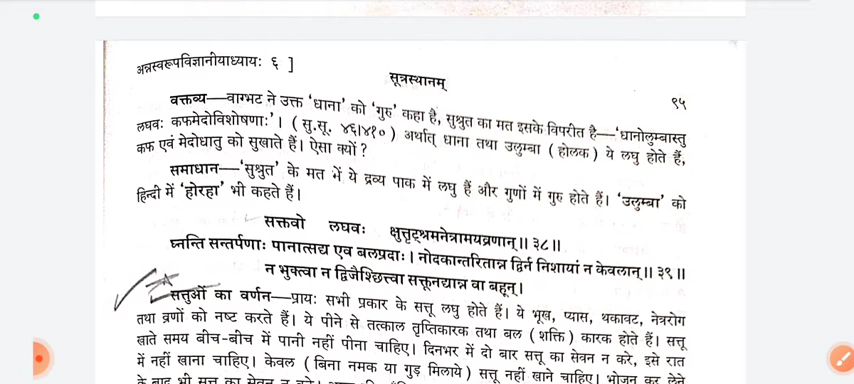 अन्नस्वरूपविज्ञानीयाध्यायः ६ ]
सूत्रस्थानम्
९५
वक्तव्य—वाग्भट ने उक्त ‘धाना’ को ‘गुरु’ कहा है, सुश्रुत का मत इसके विपरीत है—‘धानोलुम्बास्तु
लघवः कफमेदोविशोषणाः’। ( सु.सू. ४६।४१० ) अर्थात् धाना तथा उलुम्बा ( होलक ) ये लघु होते हैं,
कफ एवं मेदोधातु को सुखाते हैं। ऐसा क्यों ?
समाधान—‘सुश्रुत’ के मत में ये द्रव्य पाक में लघु हैं और गुणों में गुरु होते हैं। ‘उलुम्बा’ को
हिन्दी में ‘होरहा’ भी कहते हैं।
सक्तवो लघवः क्षुत्तृट्श्रमनेत्रामयव्रणान्॥ ३८॥
घ्नन्ति सन्तर्पणाः पानात्सद्य एव बलप्रदाः। नोदकान्तरितान्न द्विर्न निशायां न केवलान्॥ ३९॥
न भुक्त्वा न द्विजैश्छित्त्वा सक्तूनद्यान्न वा बहून्।
सत्तुओं का वर्णन—प्रायः सभी प्रकार के सत्तू लघु होते हैं। ये भूख, प्यास, थकावट, नेत्ररोग
तथा व्रणों को नष्ट करते हैं। ये पीने से तत्काल तृप्तिकारक तथा बल (शक्ति) कारक होते हैं। सत्तू
खाते समय बीच-बीच में पानी नहीं पीना चाहिए। दिनभर में दो बार सत्तू का सेवन न करे, इसे रात
में नहीं खाना चाहिए। केवल ( बिना नमक या गुड़ मिलाये ) सत्तू नहीं खाने चाहिए। भोजन कर लेने
के बाद भी सत्तू का सेवन न करे।